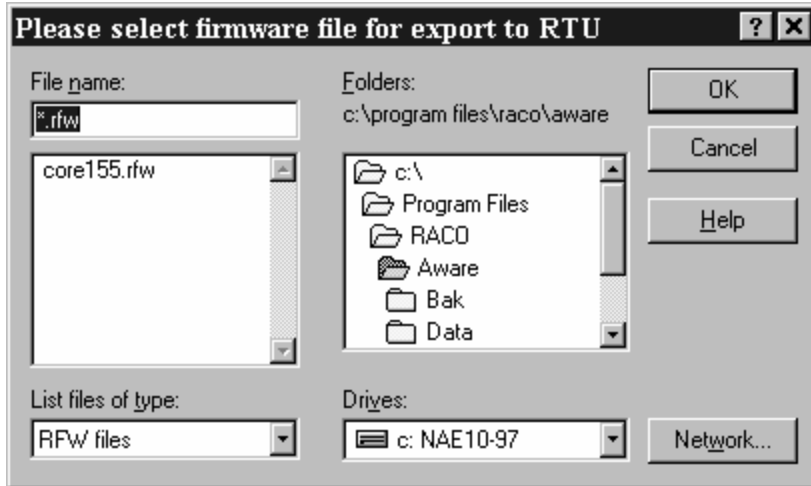 Please select firmware file for export to RTU
? X
File name:
*.rfw
core155.rfw
List files of type:
RFW files
Folders:
c:\program files\raco\aware
c:\
Program Files
RACO
Aware
Bak
Data
Drives:
c: NAE10-97
OK
Cancel
Help
Network...